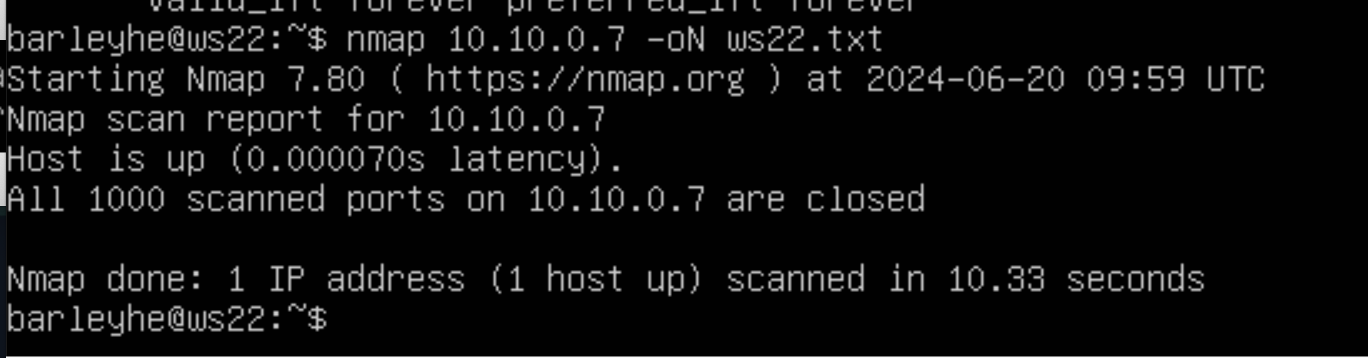 valid_lft forever preferred_lft forever
barleyhe@ws22:~$ nmap 10.10.0.7 -oN ws22.txt
Starting Nmap 7.80 ( https://nmap.org ) at 2024-06-20 09:59 UTC
Nmap scan report for 10.10.0.7
Host is up (0.000070s latency).
All 1000 scanned ports on 10.10.0.7 are closed
Nmap done: 1 IP address (1 host up) scanned in 10.33 seconds
barleyhe@ws22:~$